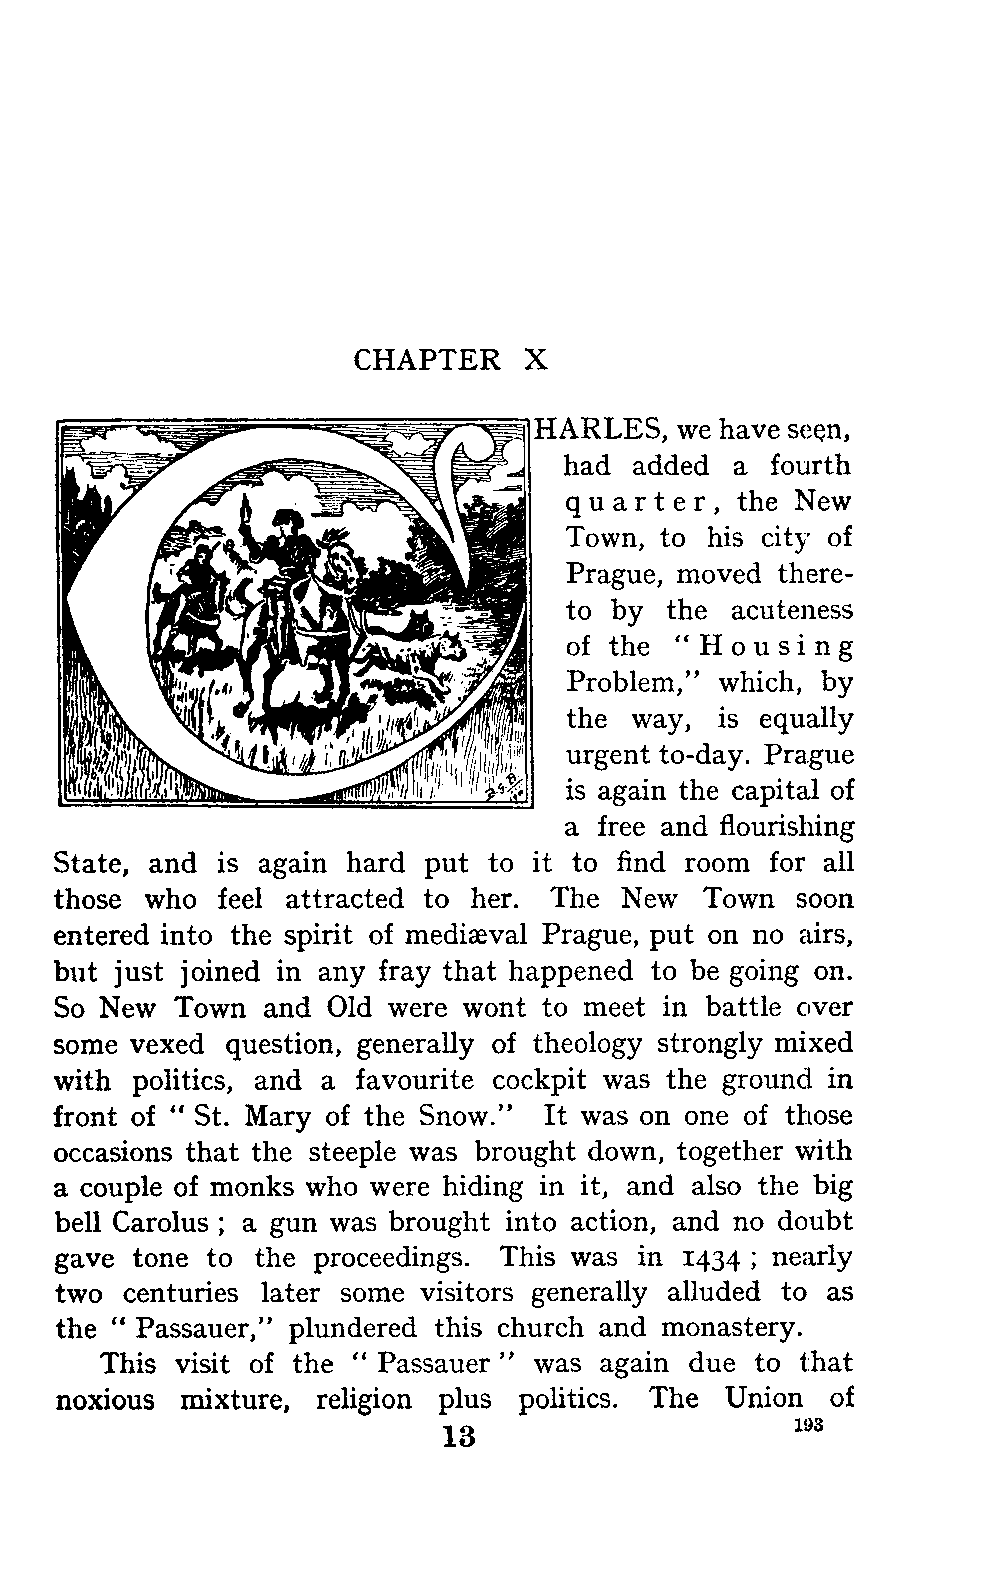 CHAPTER X
CHARLES, we have seen,
had added a fourth
quarter, the New
Town, to his city of
Prague, moved there-
to by the acuteness
of the “Housing
Problem,” which, by
the way, is equally
urgent to-day. Prague
is again the capital of
a free and flourishing
State, and is again hard put to it to find room for all
those who feel attracted to her. The New Town soon
entered into the spirit of mediæval Prague, put on no airs,
but just joined in any fray that happened to be going on.
So New Town and Old were wont to meet in battle over
some vexed question, generally of theology strongly mixed
with politics, and a favourite cockpit was the ground in
front of “St. Mary of the Snow.” It was on one of those
occasions that the steeple was brought down, together with
a couple of monks who were hiding in it, and also the big
bell Carolus; a gun was brought into action, and no doubt
gave tone to the proceedings. This was in 1434; nearly
two centuries later some visitors generally alluded to as
the “Passauer,” plundered this church and monastery.
This visit of the “Passauer” was again due to that
noxious mixture, religion plus politics. The Union of
13 193